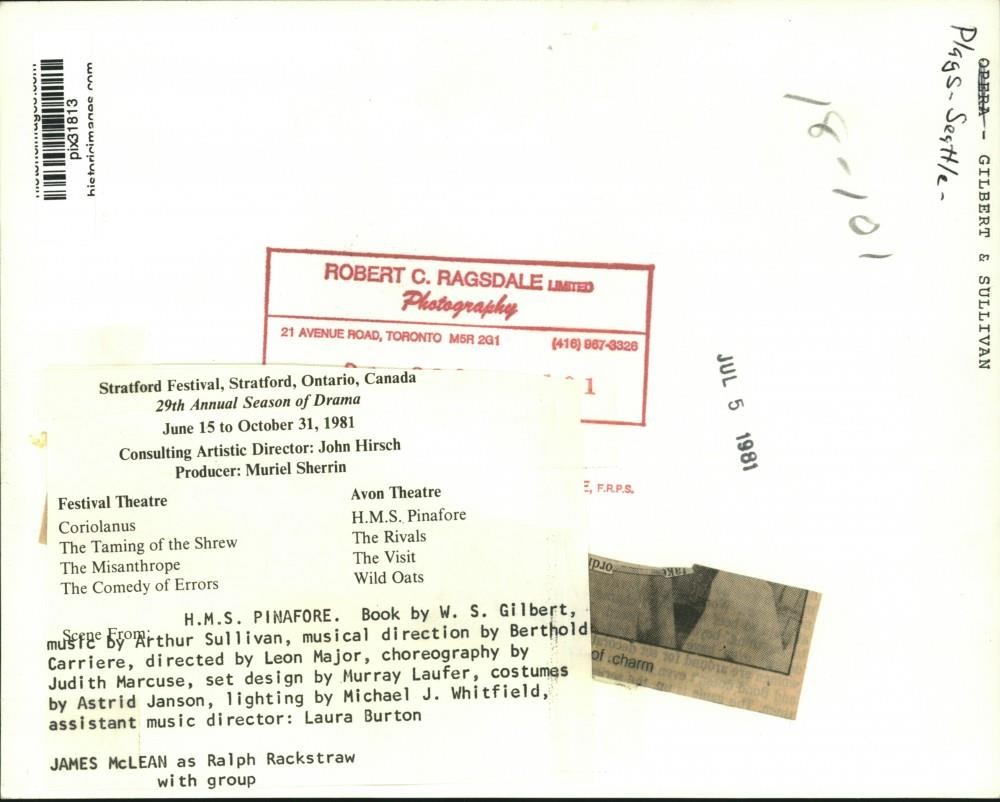 pix31813
historicimages.com
OPERA - GILBERT & SULLIVAN
Plays - Seattle -
18-101
ROBERT C. RAGSDALE LIMITED
Photography
21 AVENUE ROAD, TORONTO M5R 2G1 (416) 967-3326
1
JUL 5 1981
E, F.R.P.S.
Stratford Festival, Stratford, Ontario, Canada
29th Annual Season of Drama
June 15 to October 31, 1981
Consulting Artistic Director: John Hirsch
Producer: Muriel Sherrin
Festival Theatre
Coriolanus
The Taming of the Shrew
The Misanthrope
The Comedy of Errors
Avon Theatre
H.M.S. Pinafore
The Rivals
The Visit
Wild Oats
Scene From:
H.M.S. PINAFORE. Book by W. S. Gilbert,
music by Arthur Sullivan, musical direction by Berthold
Carriere, directed by Leon Major, choreography by
Judith Marcuse, set design by Murray Laufer, costumes
by Astrid Janson, lighting by Michael J. Whitfield,
assistant music director: Laura Burton
JAMES McLEAN as Ralph Rackstraw
with group
of charm